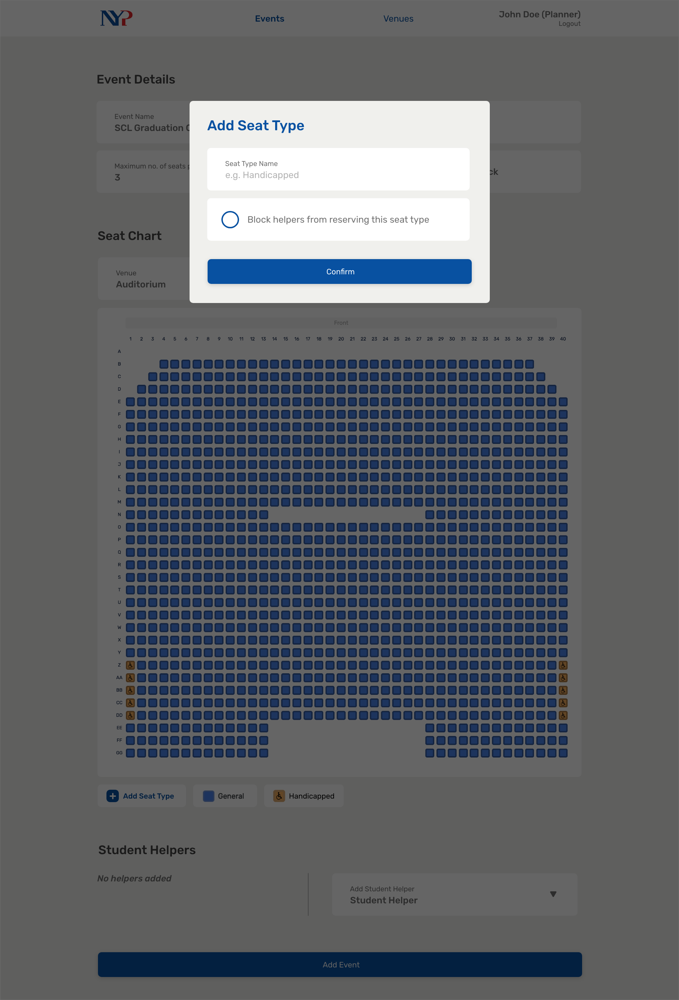 NYP
Events
Venues
John Doe (Planner)
Logout
Event Details
Event Name
SCL Graduation
Maximum no. of seats
3
ck
Add Seat Type
Seat Type Name
e.g. Handicapped
Block helpers from reserving this seat type
Confirm
Seat Chart
Venue
Auditorium
Front
1 2 3 4 5 6 7 8 9 10 11 12 13 14 15 16 17 18 19 20 21 22 23 24 25 26 27 28 29 30 31 32 33 34 35 36 37 38 39 40
A
B
C
D
E
F
G
H
I
J
K
L
M
N
O
P
Q
R
S
T
U
V
W
X
Y
Z
AA
BB
CC
DD
EE
FF
GG
Add Seat Type
General
Handicapped
Student Helpers
No helpers added
Add Student Helper
Student Helper
Add Event